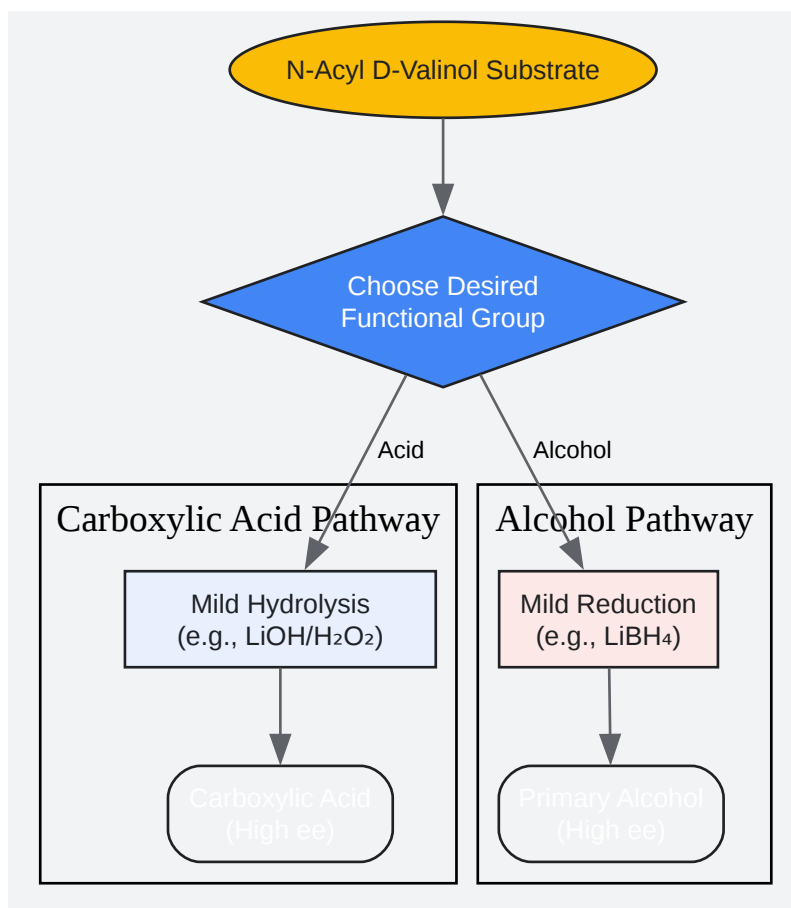 N-Acyl D-Valinol Substrate
Choose Desired
Functional Group
Acid
Alcohol
Carboxylic Acid Pathway
Alcohol Pathway
Mild Hydrolysis
(e.g., LiOH/H₂O₂)
Mild Reduction
(e.g., LiBH₄)
Carboxylic Acid
(High ee)
Primary Alcohol
(High ee)